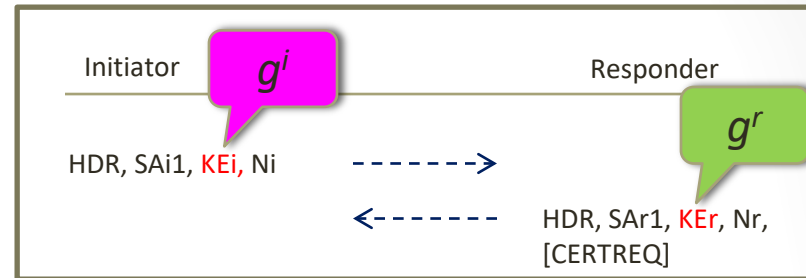 Initiator
g^i
Responder
g^r
HDR, SAi1, KEi, Ni
HDR, SAr1, KEr, Nr,
[CERTREQ]